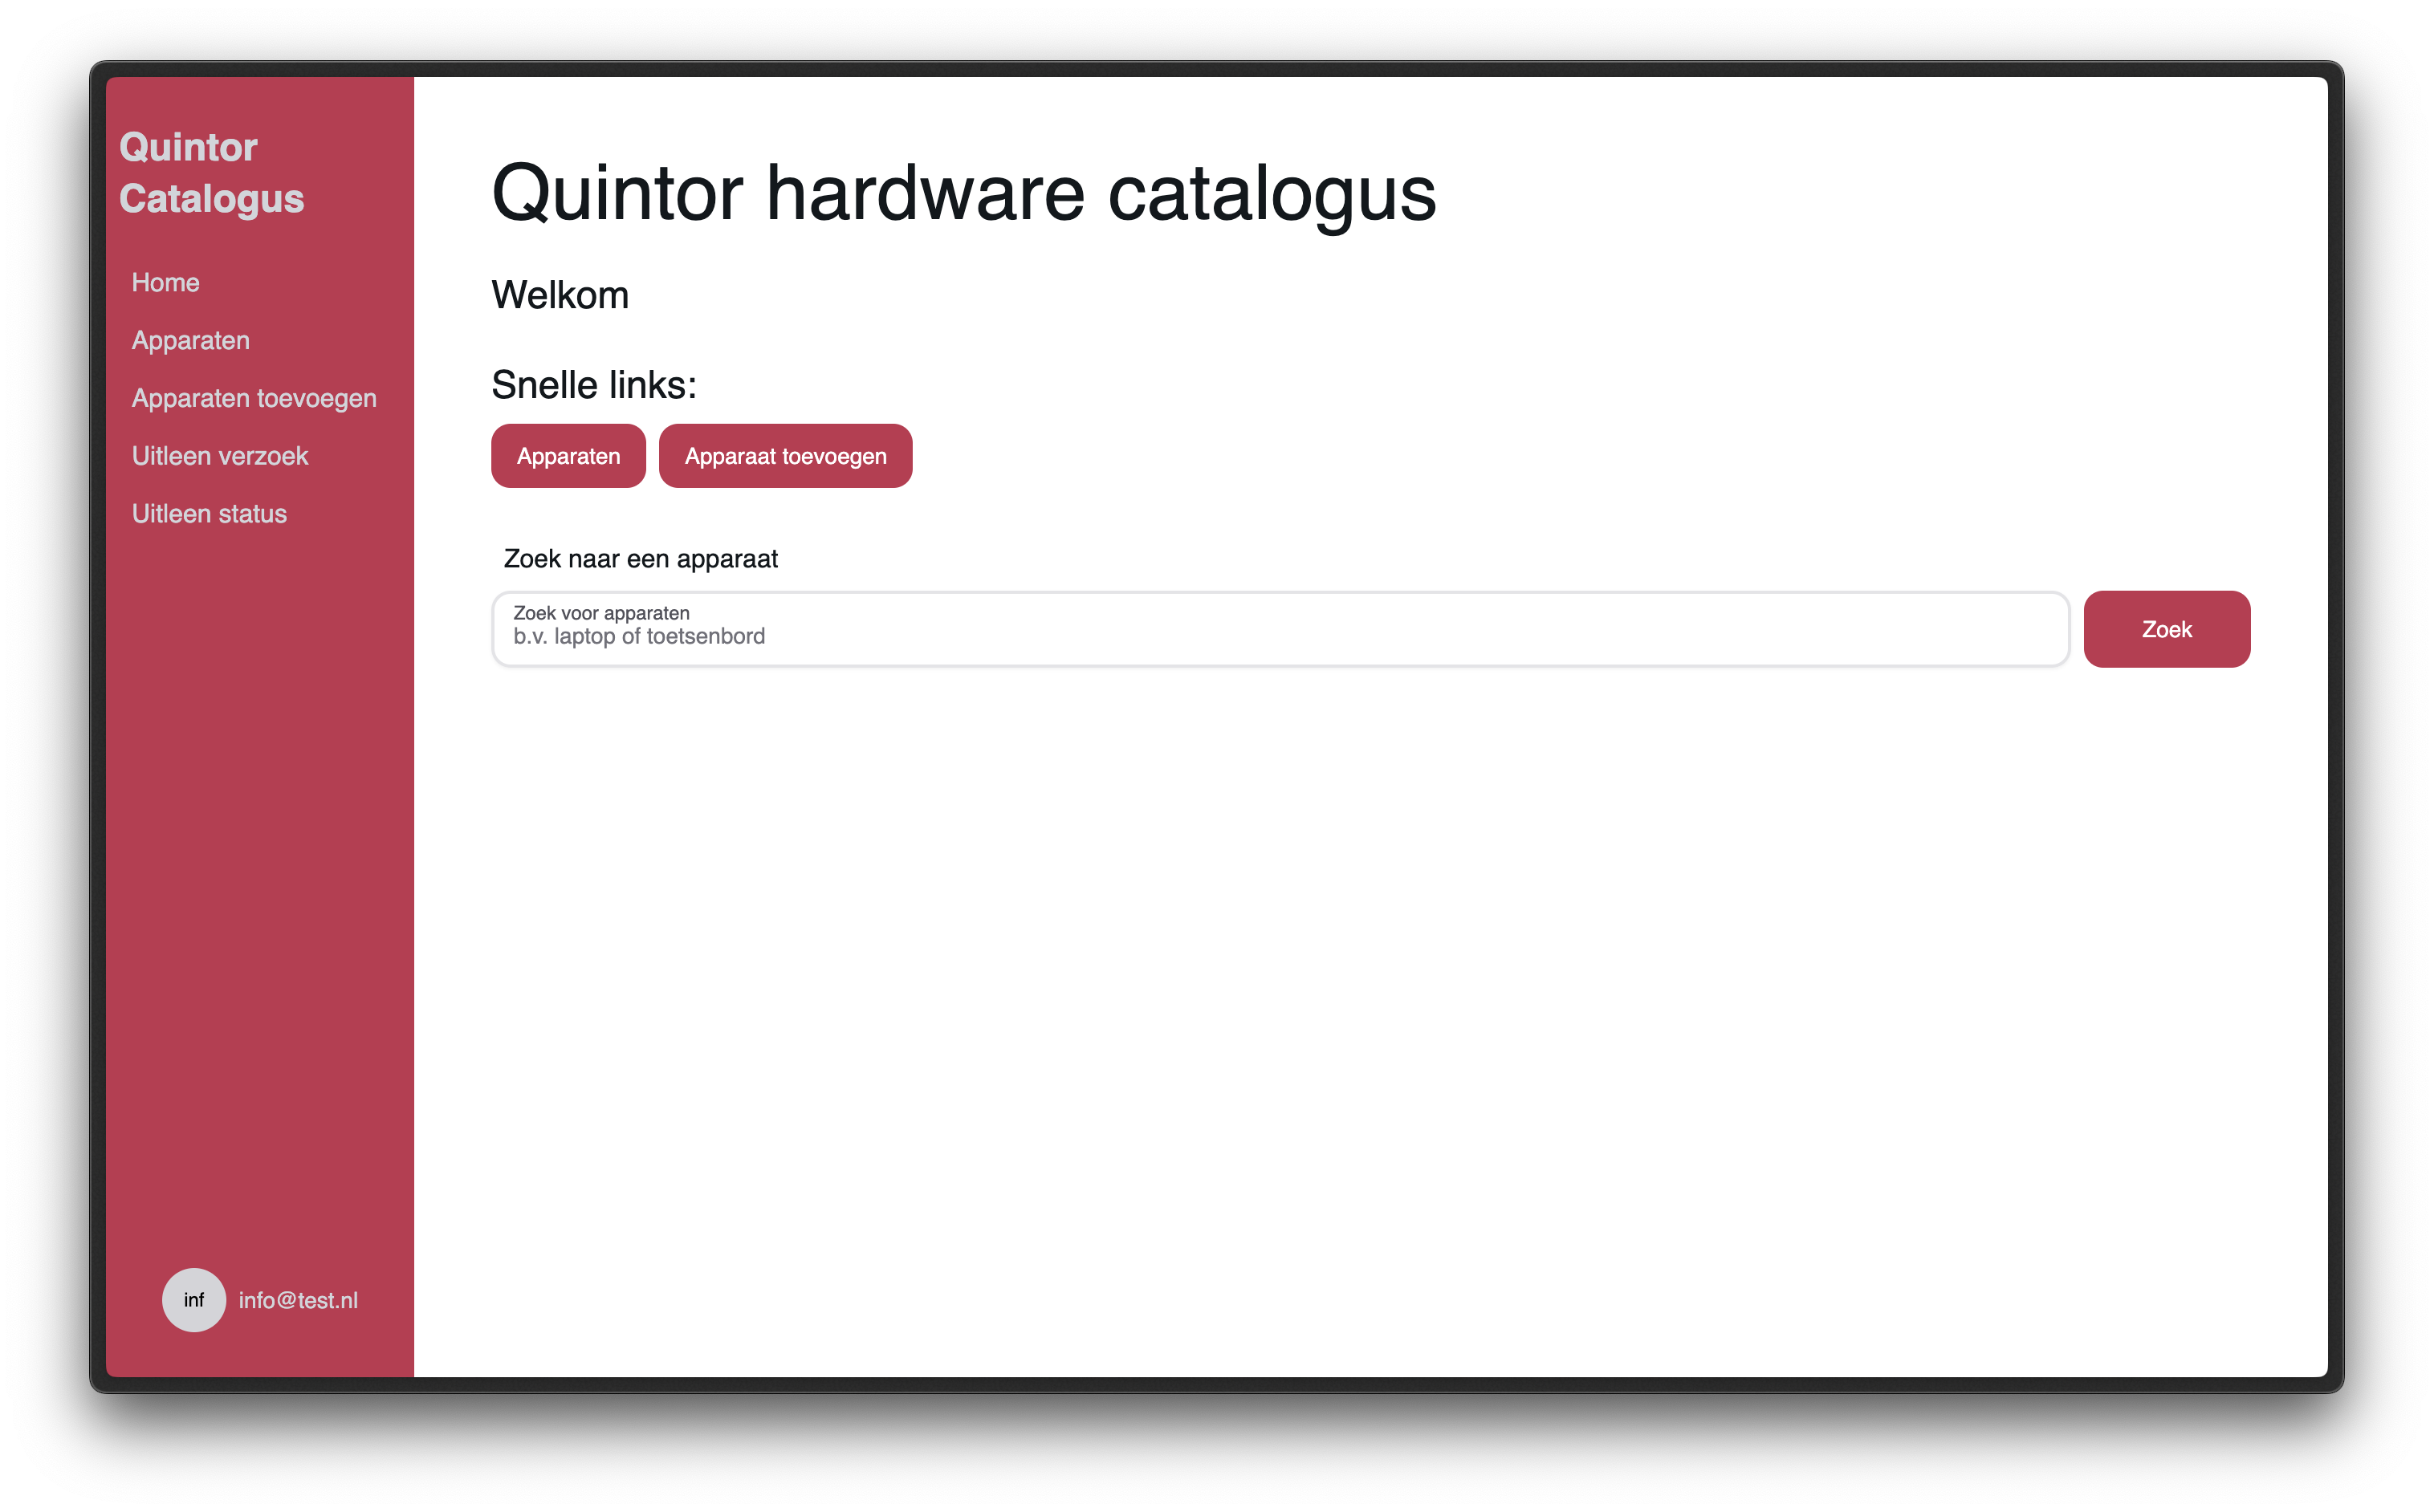 Quintor
Catalogus
Home
Apparaten
Apparaten toevoegen
Uitleen verzoek
Uitleen status
inf
info@test.nl
Quintor hardware catalogus
Welkom
Snelle links:
Apparaten
Apparaat toevoegen
Zoek naar een apparaat
Zoek voor apparaten
b.v. laptop of toetsenbord
Zoek